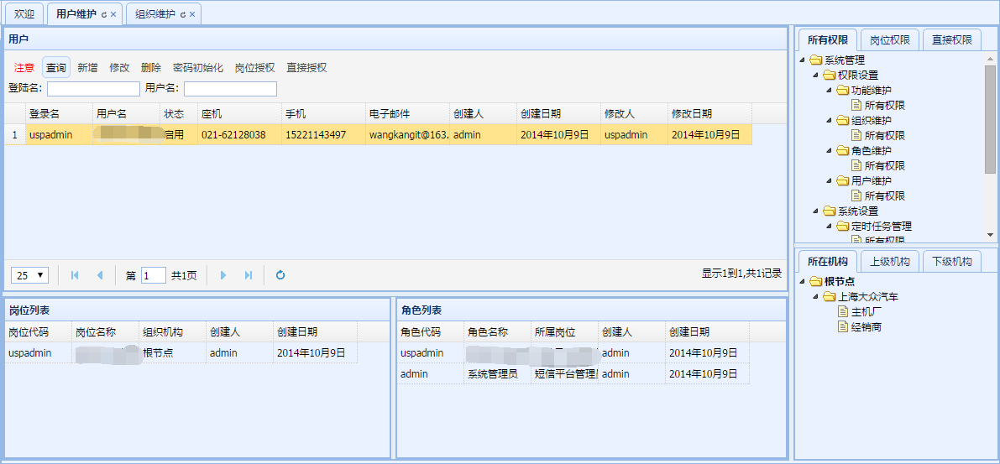 欢迎 用户维护 组织维护
用户
注意 查询 新增 修改 删除 密码初始化 岗位授权 直接授权
登陆名: 用户名:
登录名 用户名 状态 座机 手机 电子邮件 创建人 创建日期 修改人 修改日期
1 uspadmin 启用 021-62128038 15221143497 wangkangit@163. admin 2014年10月9日 uspadmin 2014年10月9日
25 第 1 共1页 显示1到1,共1记录
岗位列表
岗位代码 岗位名称 组织机构 创建人 创建日期
uspadmin 根节点 admin 2014年10月9日
角色列表
角色代码 角色名称 所属岗位 创建人 创建日期
uspadmin admin 2014年10月9日
admin 系统管理员 短信平台管理员 admin 2014年10月9日
所有权限 岗位权限 直接权限
系统管理
权限设置
功能维护
所有权限
组织维护
所有权限
角色维护
所有权限
用户维护
所有权限
系统设置
定时任务管理
所有权限
所在机构 上级机构 下级机构
根节点
上海大众汽车
主机厂
经销商